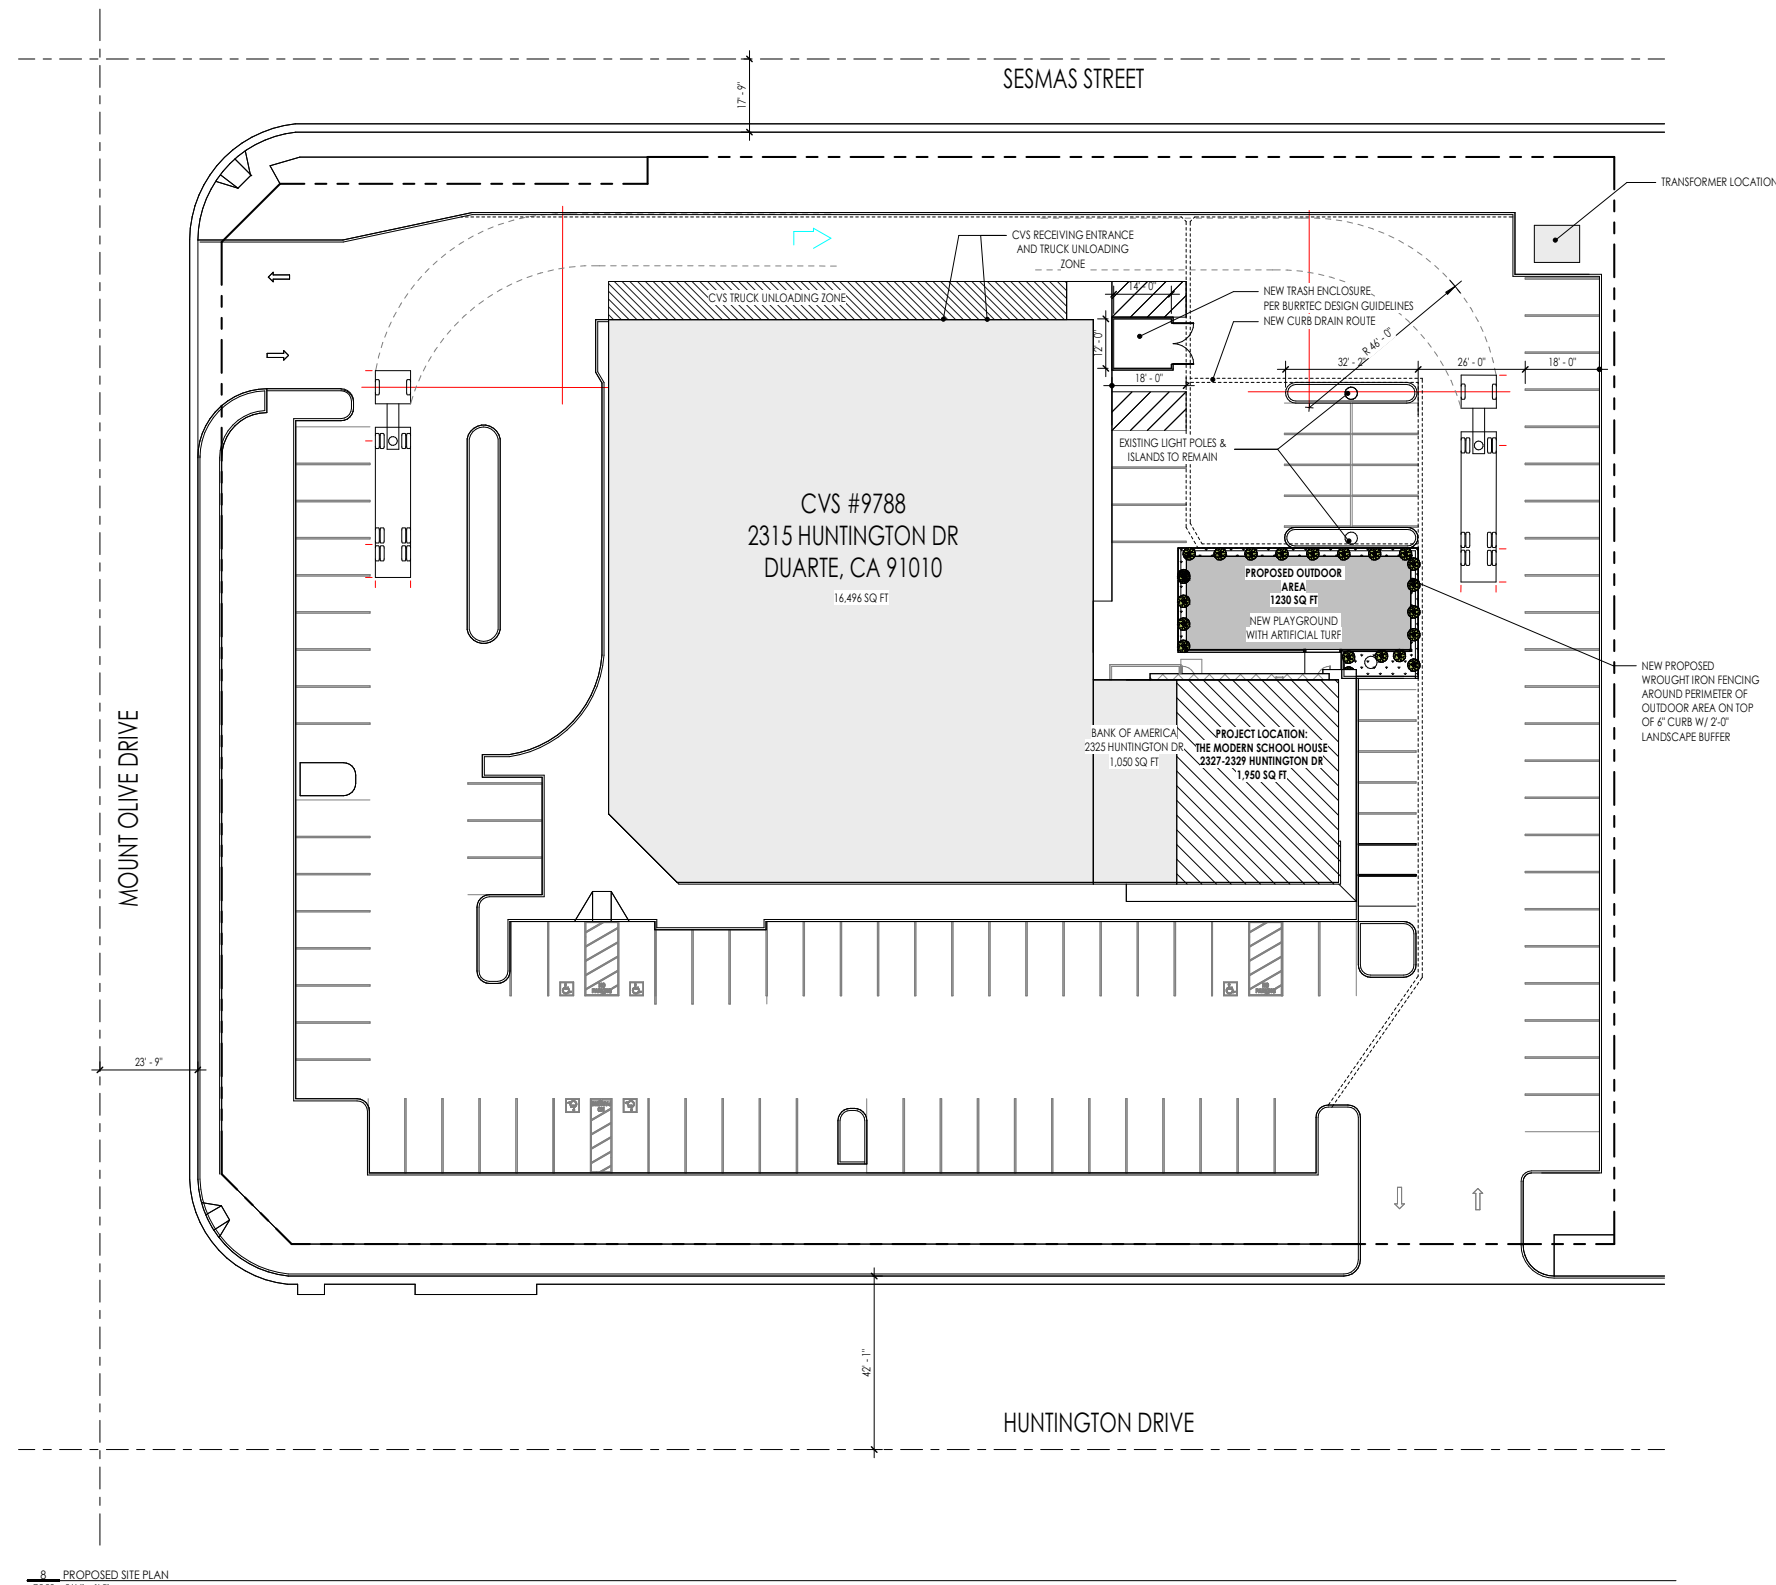 SESMAS STREET
17' - 9"
TRANSFORMER LOCATION
CVS RECEIVING ENTRANCE
AND TRUCK UNLOADING
ZONE
CVS TRUCK UNLOADING ZONE
14' - 0"
NEW TRASH ENCLOSURE
PER BURRTEC DESIGN GUIDELINES
NEW CURB DRAIN ROUTE
12' - 0"
R 46' - 0"
18' - 0"
32' - 2"
26' - 0"
18' - 0"
EXISTING LIGHT POLES &
ISLANDS TO REMAIN
CVS #9788
2315 HUNTINGTON DR
DUARTE, CA 91010
16,496 SQ FT
PROPOSED OUTDOOR
AREA
1230 SQ FT
NEW PLAYGROUND
WITH ARTIFICIAL TURF
NEW PROPOSED
WROUGHT IRON FENCING
AROUND PERIMETER OF
OUTDOOR AREA ON TOP
OF 6" CURB W/ 2'-0"
LANDSCAPE BUFFER
BANK OF AMERICA
2325 HUNTINGTON DR
1,050 SQ FT
PROJECT LOCATION:
THE MODERN SCHOOL HOUSE
2327-2329 HUNTINGTON DR
1,950 SQ FT
MOUNT OLIVE DRIVE
23' - 9"
42' - 1"
HUNTINGTON DRIVE
8 PROPOSED SITE PLAN